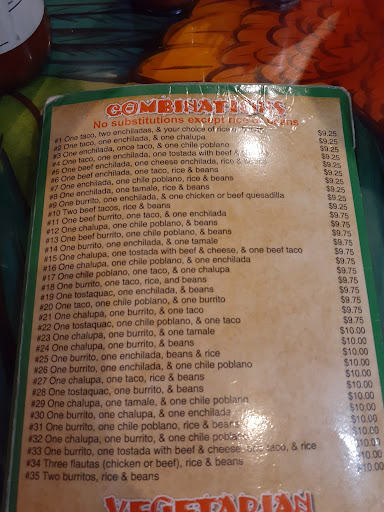 COMBINATIONS
No substitutions except rice or beans
#1 One taco, two enchiladas, & your choice of rice or beans $9.25
#2 One taco, one enchilada, & one chalupa $9.25
#3 One enchilada, once taco, & one chile poblano $9.25
#4 One taco, one enchilada, one tostada with beef & $9.25
#5 One beef enchilada, one cheese enchilada, rice & beans $9.25
#6 One beef enchilada, one taco, rice & beans $9.25
#7 One enchilada, one chile poblano, rice & beans $9.25
#8 One enchilada, one tamale, rice & beans $9.25
#9 One burrito, one enchilada, & one chicken or beef quesadilla $9.25
#10 Two beef tacos, rice & beans $9.25
#11 One beef burrito, one taco, & one enchilada $9.75
#12 One chalupa, one chile poblano, & beans $9.75
#13 One beef burrito, one chile poblano, & beans $9.75
#14 One burrito, one enchilada, & one tamale $9.75
#15 One chalupa, one tostada with beef & cheese, & one beef taco $9.75
#16 One chalupa, one chile poblano, & one enchilada $9.75
#17 One chile poblano, one taco, & one chalupa $9.75
#18 One burrito, one taco, rice, and beans $9.75
#19 One tostaquac, one enchilada, & beans $9.75
#20 One taco, one chile poblano, & one burrito $9.75
#21 One chalupa, one burrito, & one taco $9.75
#22 One tostaquac, one chile poblano, & one taco $9.75
#23 One chalupa, one burrito, & one tamale $10.00
#24 One chalupa, one burrito, & beans $10.00
#25 One burrito, one enchilada, beans & rice $10.00
#26 One burrito, one enchilada, & one chile poblano $10.00
#27 One chalupa, one taco, rice & beans $10.00
#28 One tostaquac, one burrito, & beans $10.00
#29 One chalupa, one tamale, & one chile poblano $10.00
#30 One burrito, one chalupa, & one enchilada $10.00
#31 One burrito, one chile poblano, rice & beans $10.00
#32 One chalupa, one burrito, & one chile poblano $10.00
#33 One burrito, one tostada with beef & cheese, one taco, & rice $10.00
#34 Three flautas (chicken or beef), rice & beans $10.00
#35 Two burritos, rice & beans
VEGETARIAN